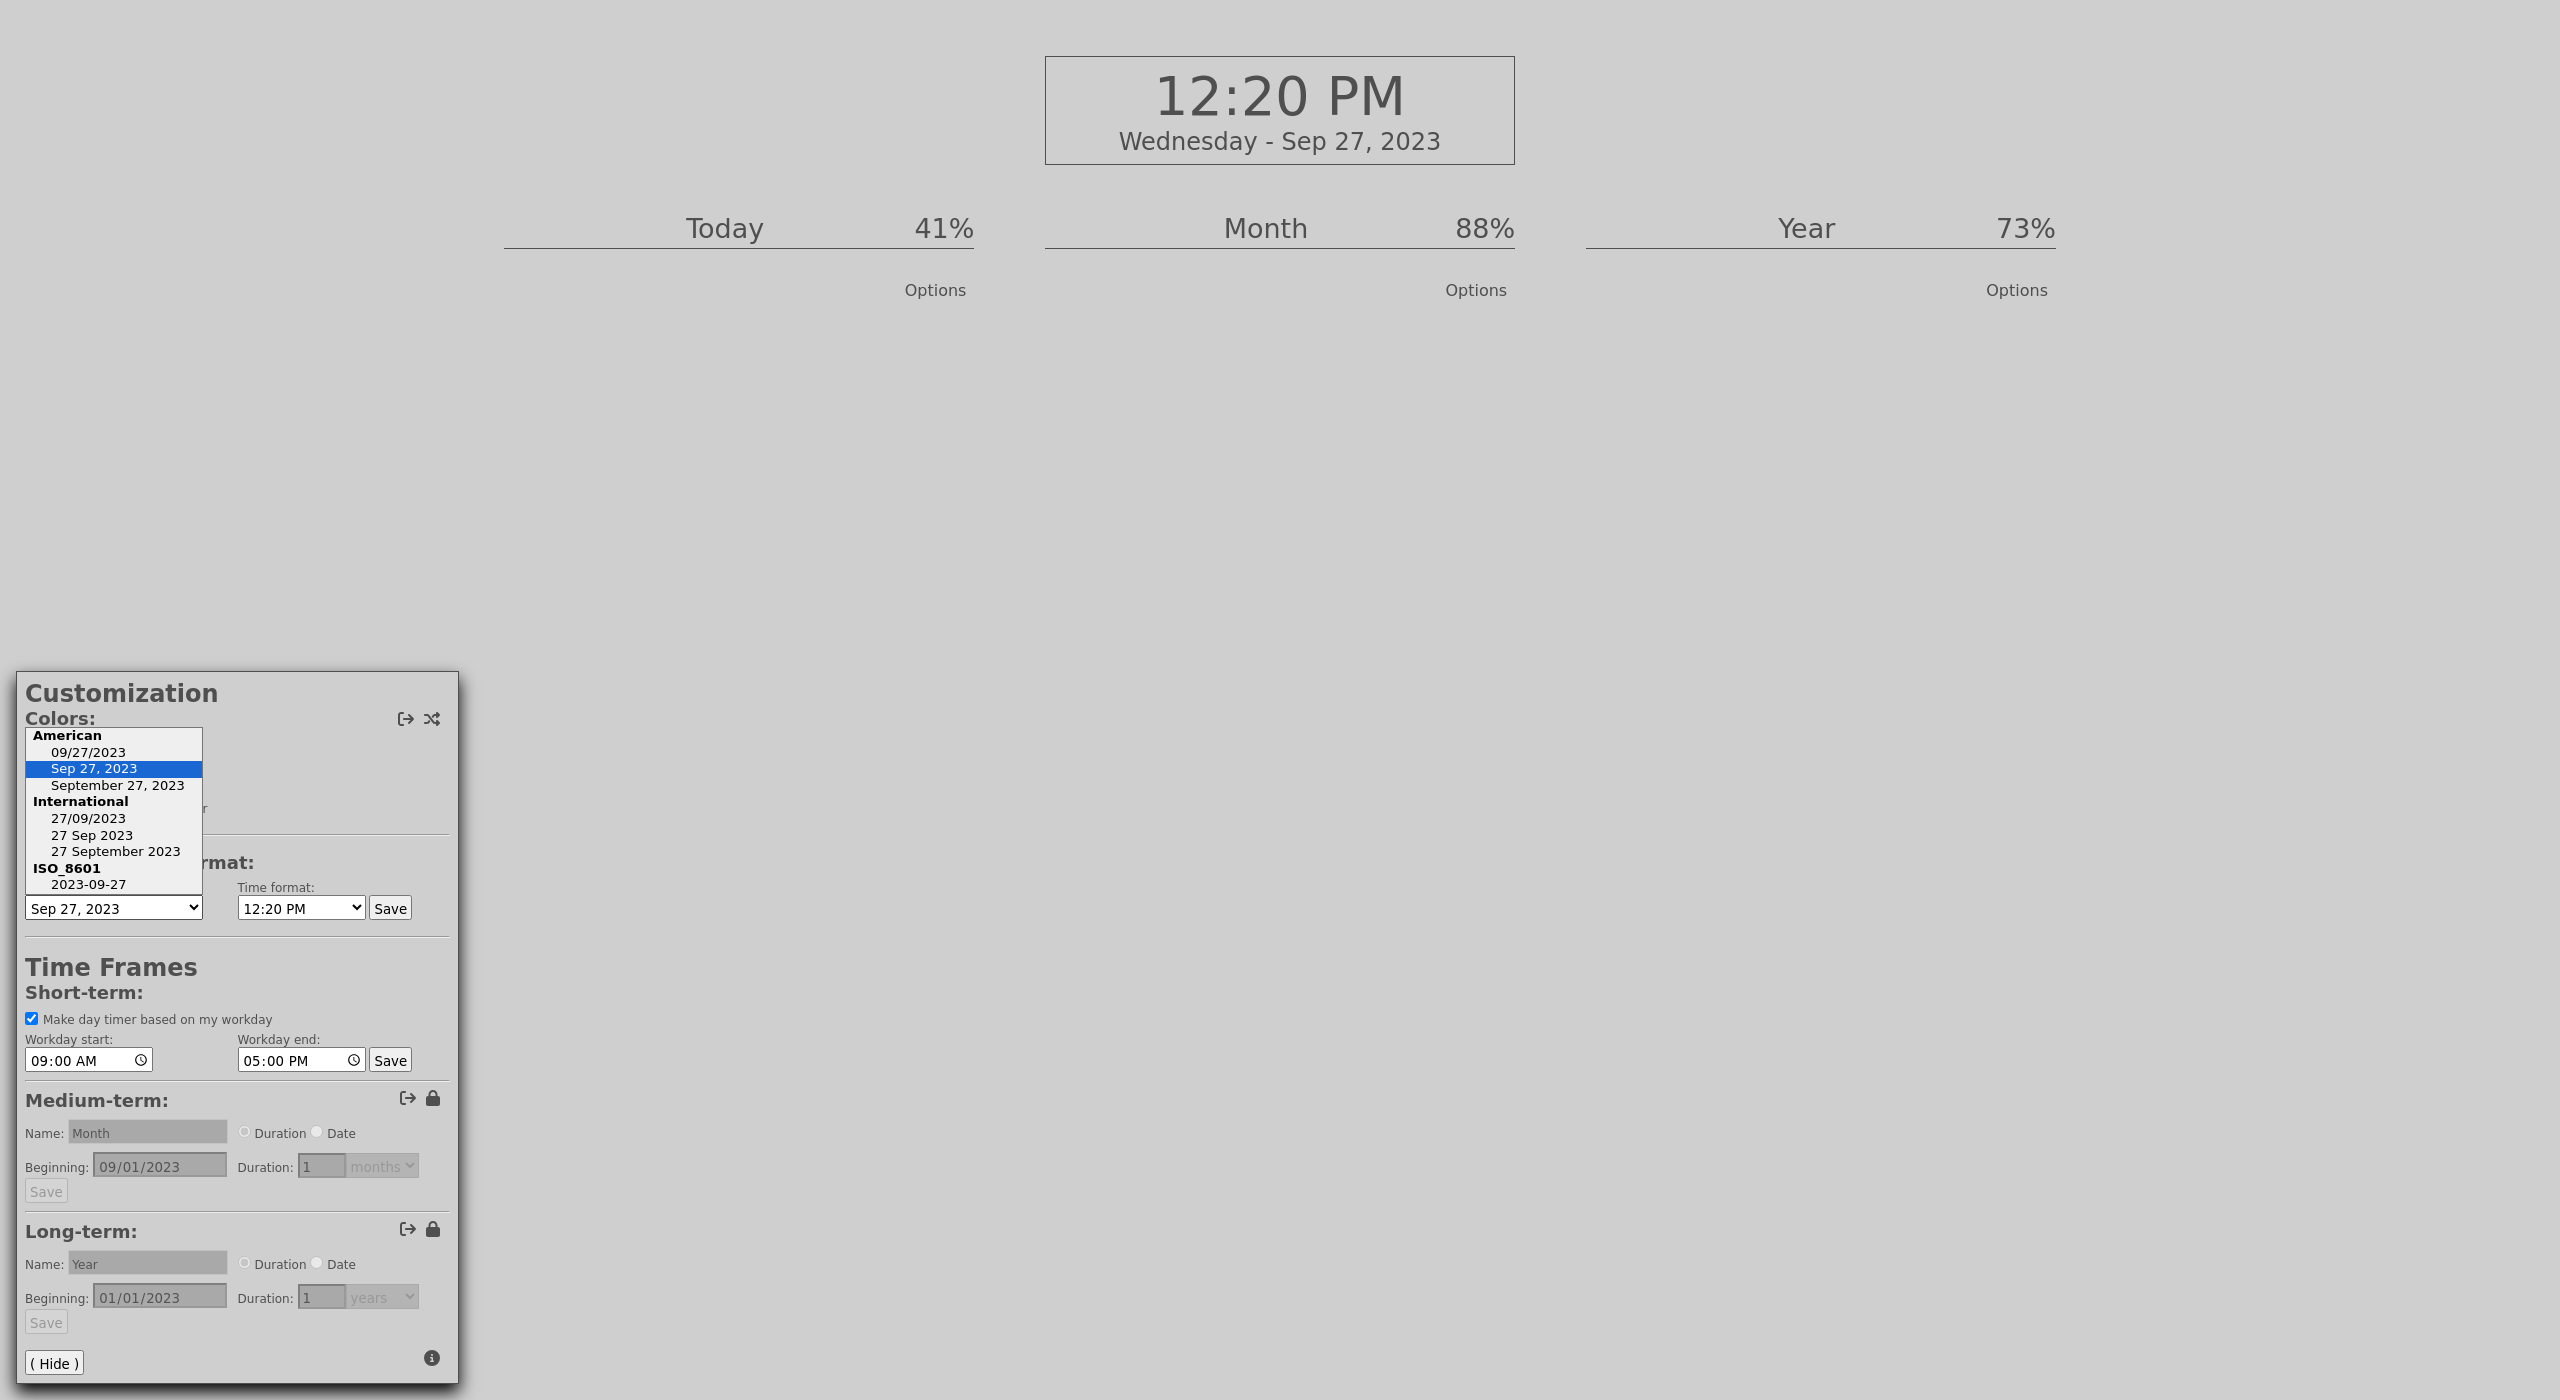 12:20 PM
Wednesday - Sep 27, 2023
Today 41%
Month 88%
Year 73%
Options
Options
Options
Customization
Colors:
American
09/27/2023
Sep 27, 2023
September 27, 2023
International
27/09/2023
27 Sep 2023
27 September 2023
ISO_8601
2023-09-27
r
rmat:
Time format:
Sep 27, 2023
12:20 PM
Save
Time Frames
Short-term:
Make day timer based on my workday
Workday start:
Workday end:
09:00 AM
05:00 PM
Save
Medium-term:
Name: Month
Duration
Date
Beginning: 09/01/2023
Duration: 1 months
Save
Long-term:
Name: Year
Duration
Date
Beginning: 01/01/2023
Duration: 1 years
Save
( Hide )